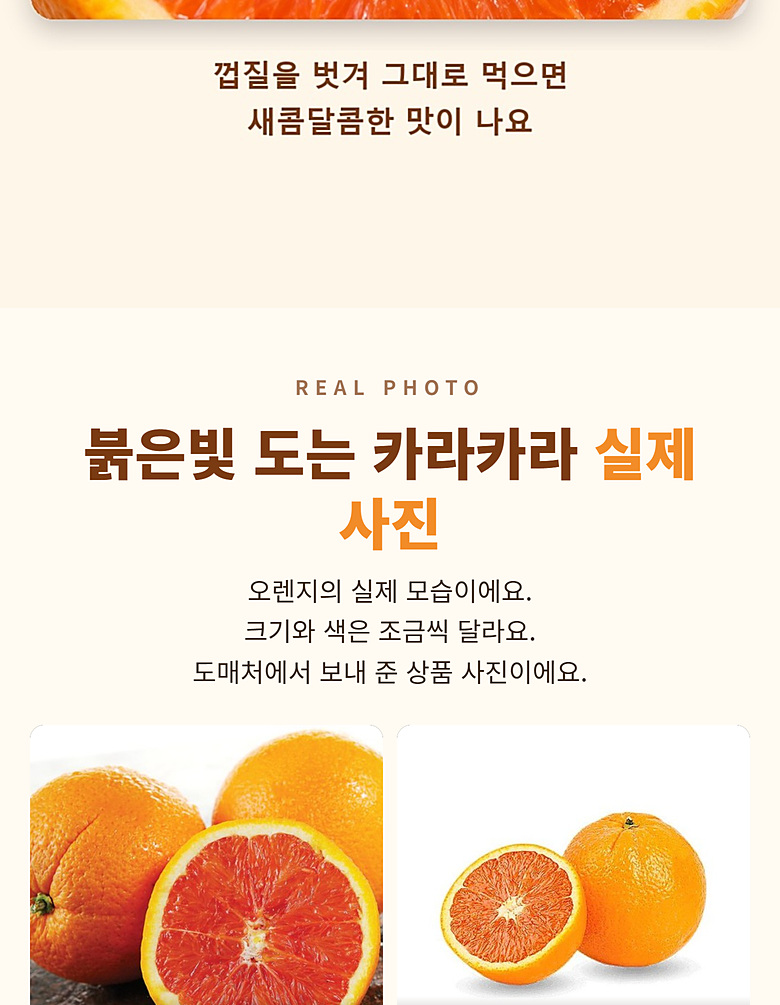 껍질을 벗겨 그대로 먹으면
새콤달콤한 맛이 나요
REAL PHOTO
붉은빛 도는 카라카라 실제
사진
오렌지의 실제 모습이에요.
크기와 색은 조금씩 달라요.
도매처에서 보내 준 상품 사진이에요.